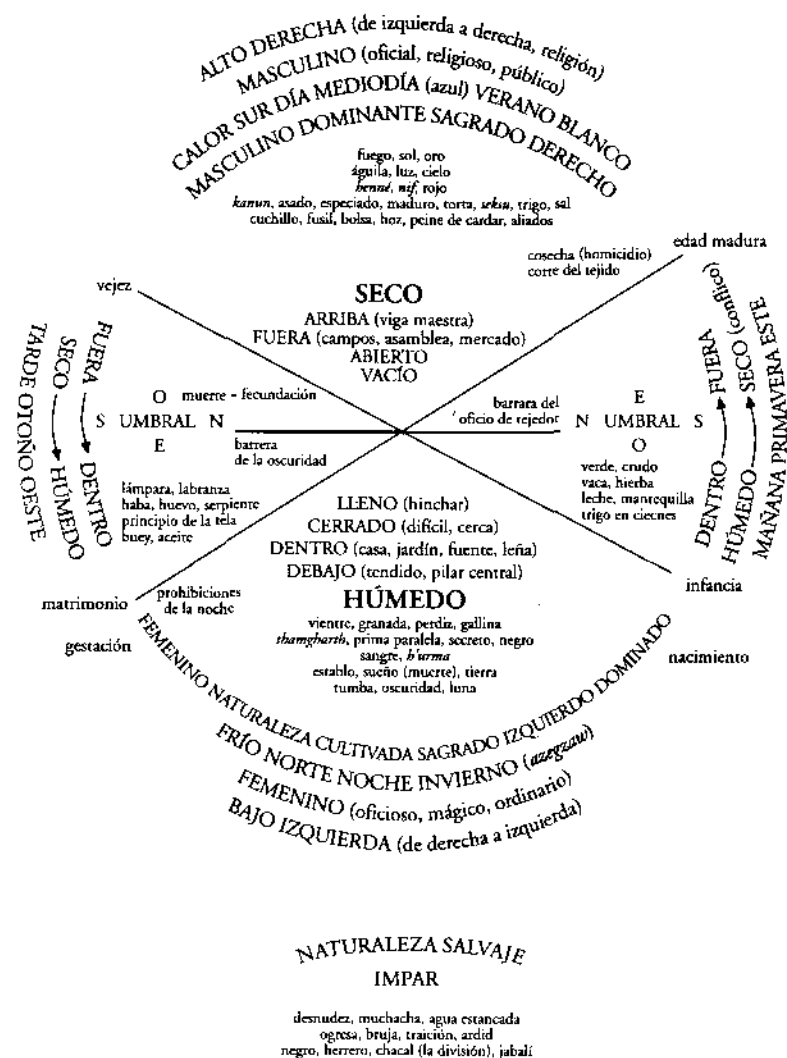 ALTO DERECHA (de izquierda a derecha, religión)
MASCULINO (oficial, religioso, público)
CALOR SUR DÍA MEDIODÍA (azul) VERANO BLANCO
MASCULINO DOMINANTE SAGRADO DERECHO
fuego, sol, oro
águila, luz, cielo
henné, nif, rojo
kanun, asado, especiado, maduro, torta, seksu, trigo, sal
cuchillo, fusil, bolsa, hoz, peine de cardar, aliados
edad madura
cosecha (homicidio)
corte del tejido
vejez
SECO
ARRIBA (viga maestra)
FUERA (campos, asamblea, mercado)
ABIERTO
VACÍO
TARDE OTOÑO OESTE
SECO HÚMEDO
FUERA DENTRO
O
S UMBRAL N
E
muerte – fecundación
barrera
de la oscuridad
lámpara, labranza
haba, huevo, serpiente
principio de la tela
buey, aceite
barrara del
oficio de rejedor
E
N UMBRAL S
O
verde, crudo
vaca, hierba
leche, mantequilla
trigo en ciernes
DENTRO FUERA
HÚMEDO SECO (conflico)
MAÑANA PRIMAVERA ESTE
LLENO (hinchar)
CERRADO (difícil, cerca)
DENTRO (casa, jardín, fuente, leña)
DEBAJO (tendido, pilar central)
HÚMEDO
vientre, granada, perdiz, gallina
thamgharth, prima paralela, secreto, negro
sangre, h'urma
establo, sueño (muerte), tierra
tumba, oscuridad, luna
matrimonio
prohibiciones
de la noche
gestación
infancia
nacimiento
FEMENINO NATURALEZA CULTIVADA SAGRADO IZQUIERDO DOMINADO
FRÍO NORTE NOCHE INVIERNO (azegzaw)
FEMENINO (oficioso, mágico, ordinario)
BAJO IZQUIERDA (de derecha a izquierda)
NATURALEZA SALVAJE
IMPAR
desnudez, muchacha, agua estancada
ogresa, bruja, traición, ardid
negro, herrero, chacal (la división), jabalí